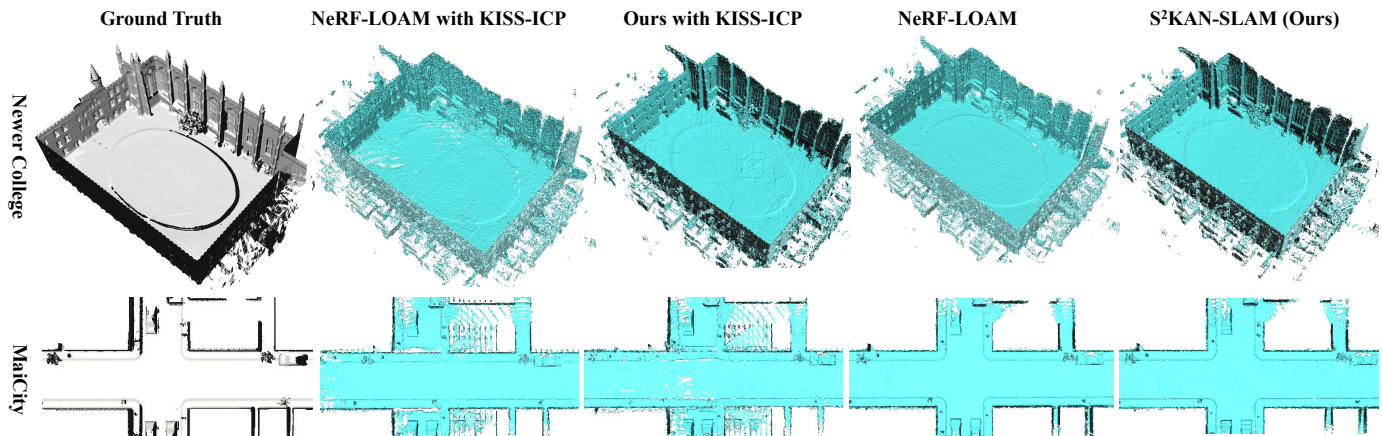 Ground Truth
NeRF-LOAM with KISS-ICP
Ours with KISS-ICP
NeRF-LOAM
S²KAN-SLAM (Ours)
Newer College
MaiCity